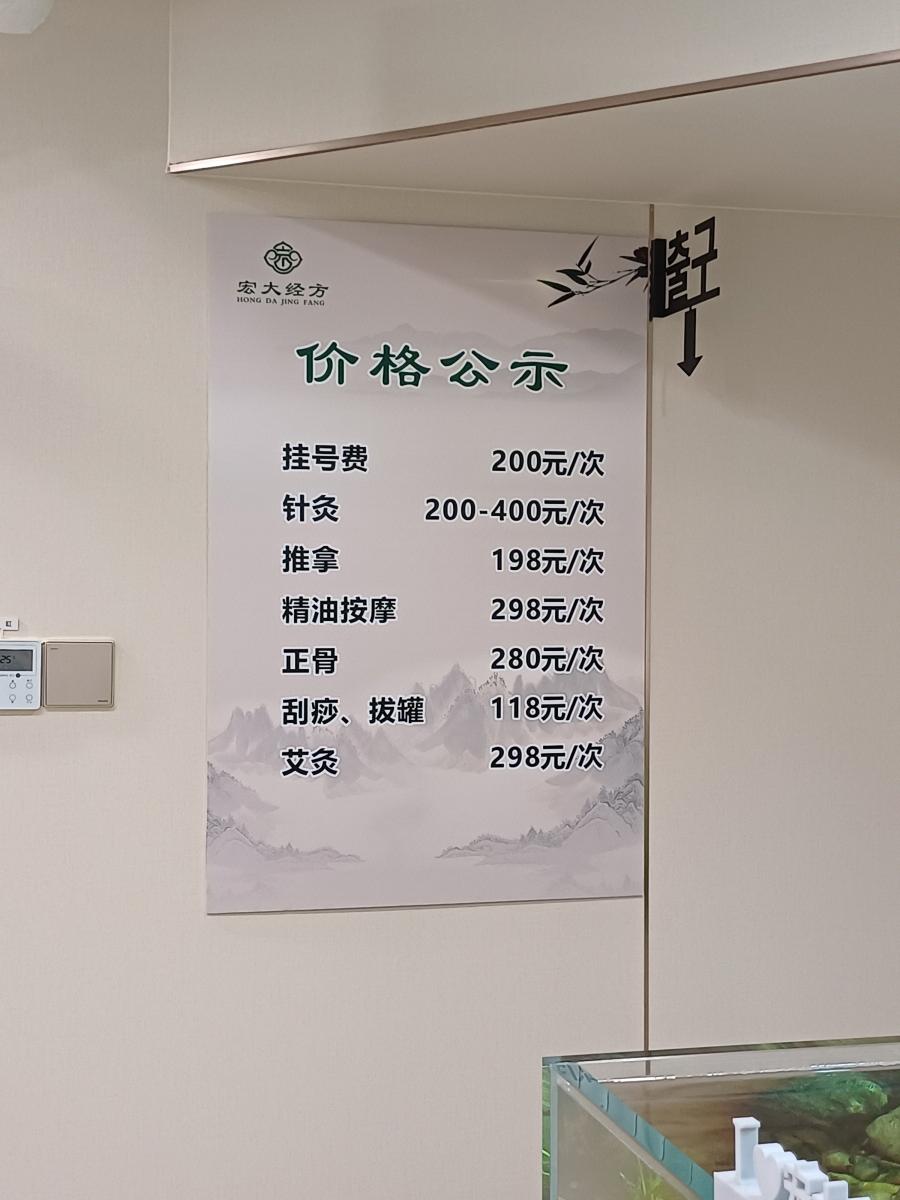 宏大经方
HONG DA JING FANG
价格公示
挂号费 200元/次
针灸 200-400元/次
推拿 198元/次
精油按摩 298元/次
正骨 280元/次
刮痧、拔罐 118元/次
艾灸 298元/次
25